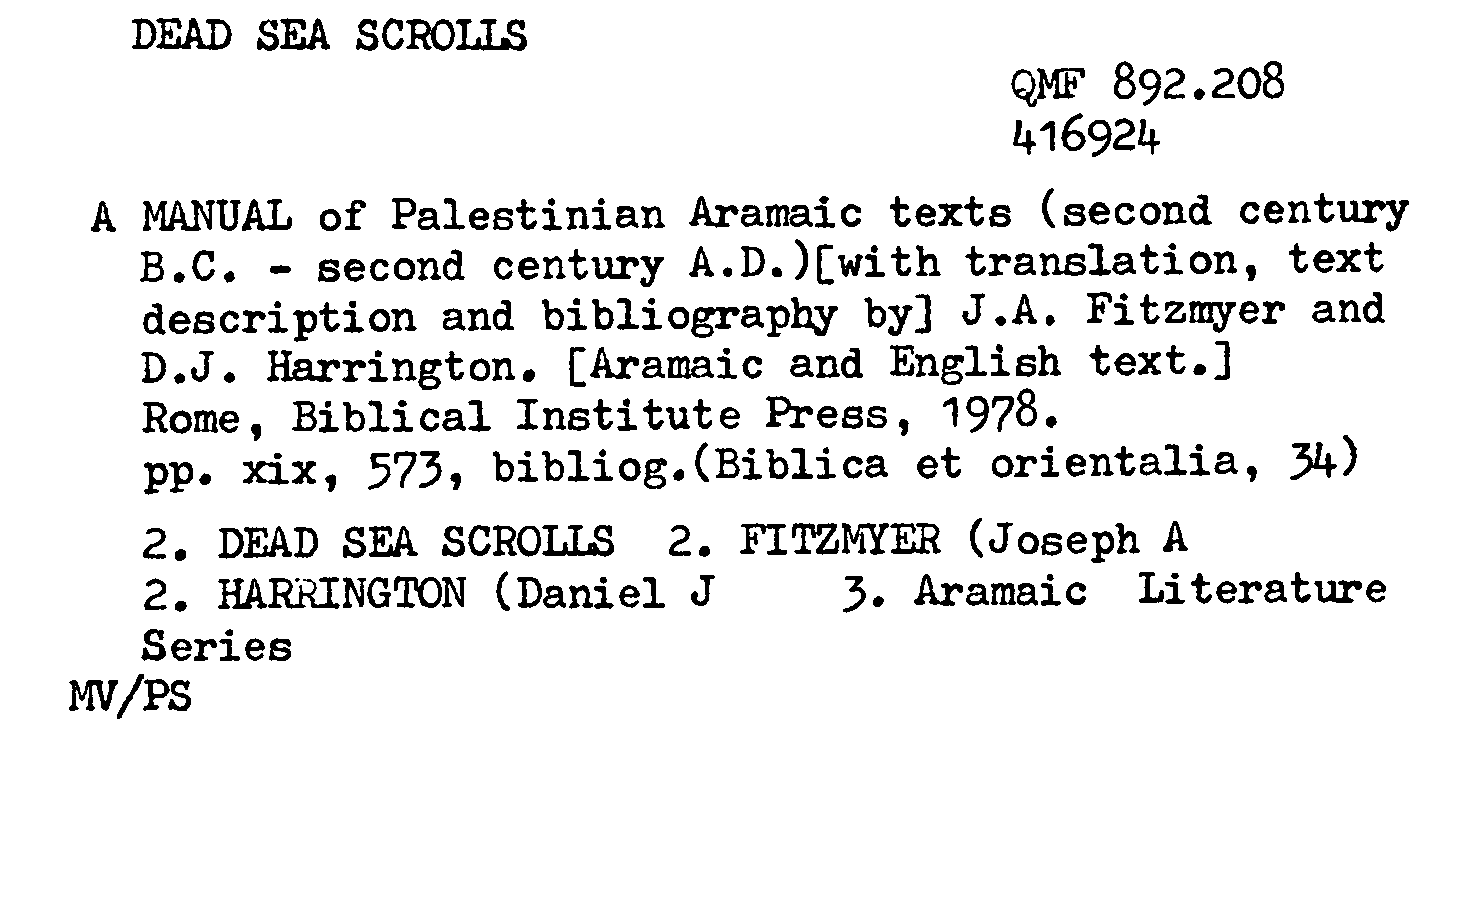 DEAD SEA SCROLLS
QMF 892.208
416924
A MANUAL of Palestinian Aramaic texts (second century
B.C. - second century A.D.)[with translation, text
description and bibliography by] J.A. Fitzmyer and
D.J. Harrington. [Aramaic and English text.]
Rome, Biblical Institute Press, 1978.
pp. xix, 573, bibliog.(Biblica et orientalia, 34)
2. DEAD SEA SCROLLS 2. FITZMYER (Joseph A
2. HARRINGTON (Daniel J 3. Aramaic Literature
Series
MV/PS